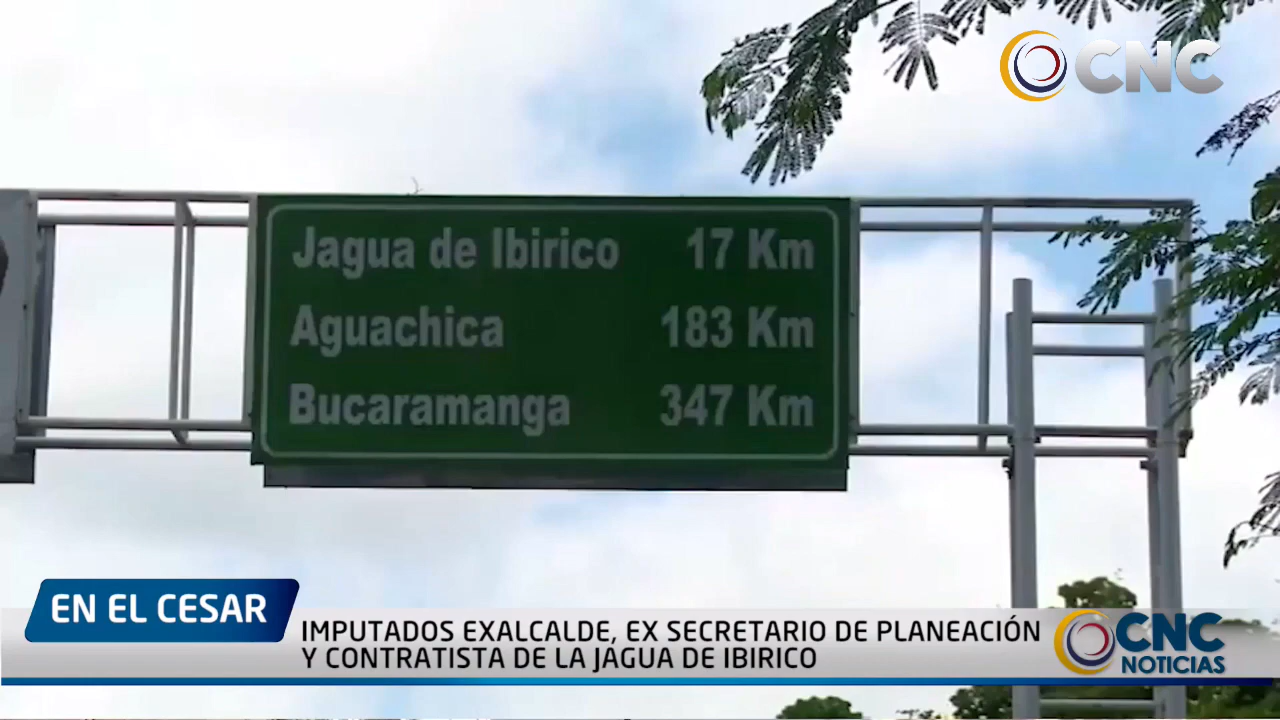 CNC
Jagua de Ibirico 17 Km
Aguachica 183 Km
Bucaramanga 347 Km
EN EL CESAR
IMPUTADOS EXALCALDE, EX SECRETARIO DE PLANEACIÓN
Y CONTRATISTA DE LA JAGUA DE IBIRICO
CNC
NOTICIAS